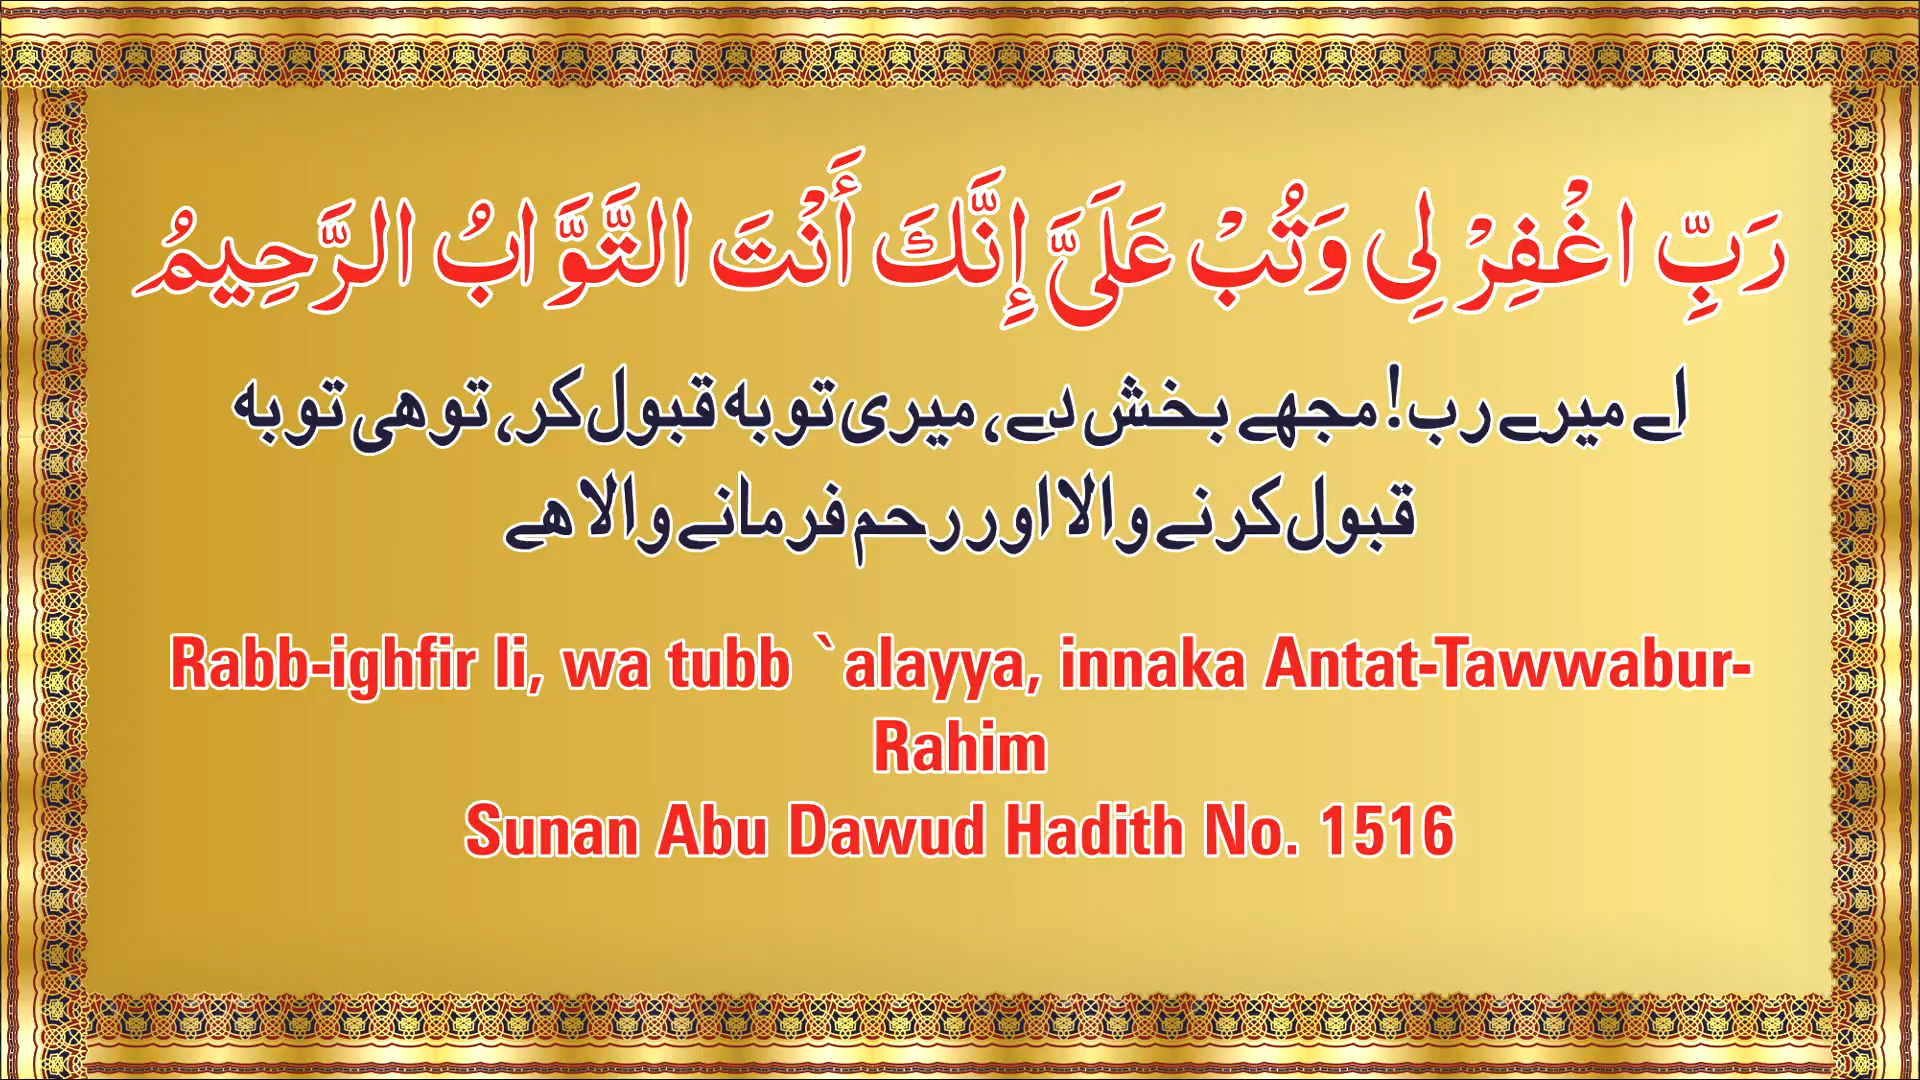 رَبِّ اغْفِرْ لِي وَتُبْ عَلَيَّ إِنَّكَ أَنْتَ التَّوَّابُ الرَّحِيمُ
اے میرے رب! مجھے بخش دے، میری توبہ قبول کر، تو ھی توبہ
قبول کرنے والا اور رحم فرمانے والا ھے
Rabb-ighfir li, wa tubb `alayya, innaka Antat-Tawwabur-
Rahim
Sunan Abu Dawud Hadith No. 1516